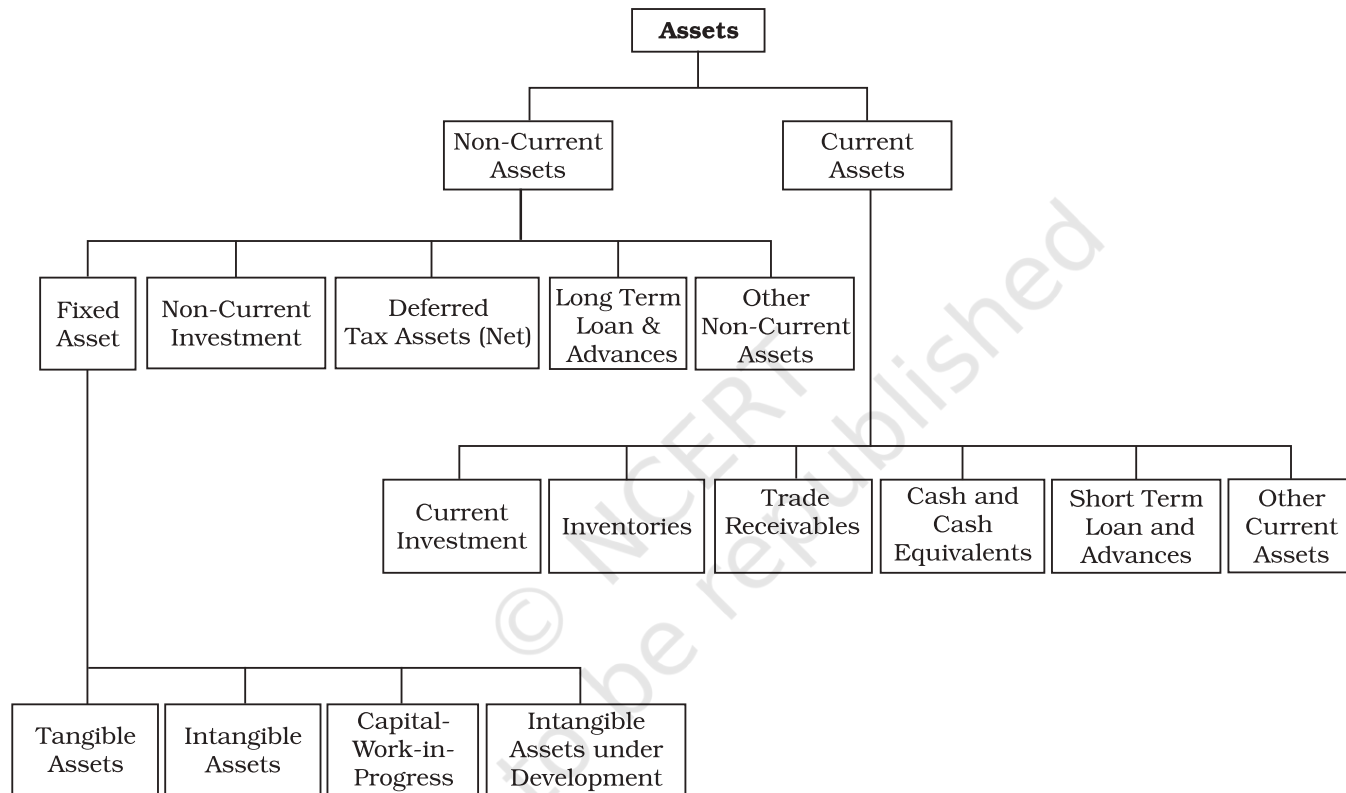 Assets
Non-Current
Assets
Current
Assets
Fixed
Asset
Non-Current
Investment
Deferred
Tax Assets (Net)
Long Term
Loan &
Advances
Other
Non-Current
Assets
Current
Investment
Inventories
Trade
Receivables
Cash and
Cash
Equivalents
Short Term
Loan and
Advances
Other
Current
Assets
Tangible
Assets
Intangible
Assets
Capital-
Work-in-
Progress
Intangible
Assets under
Development
© NCERT
to be republished